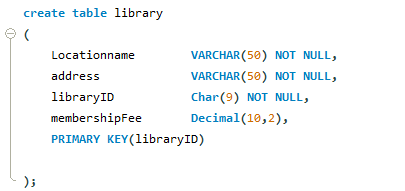 create table library
(
Locationname VARCHAR(50) NOT NULL,
address VARCHAR(50) NOT NULL,
libraryID Char(9) NOT NULL,
membershipFee Decimal(10,2),
PRIMARY KEY(libraryID)
);